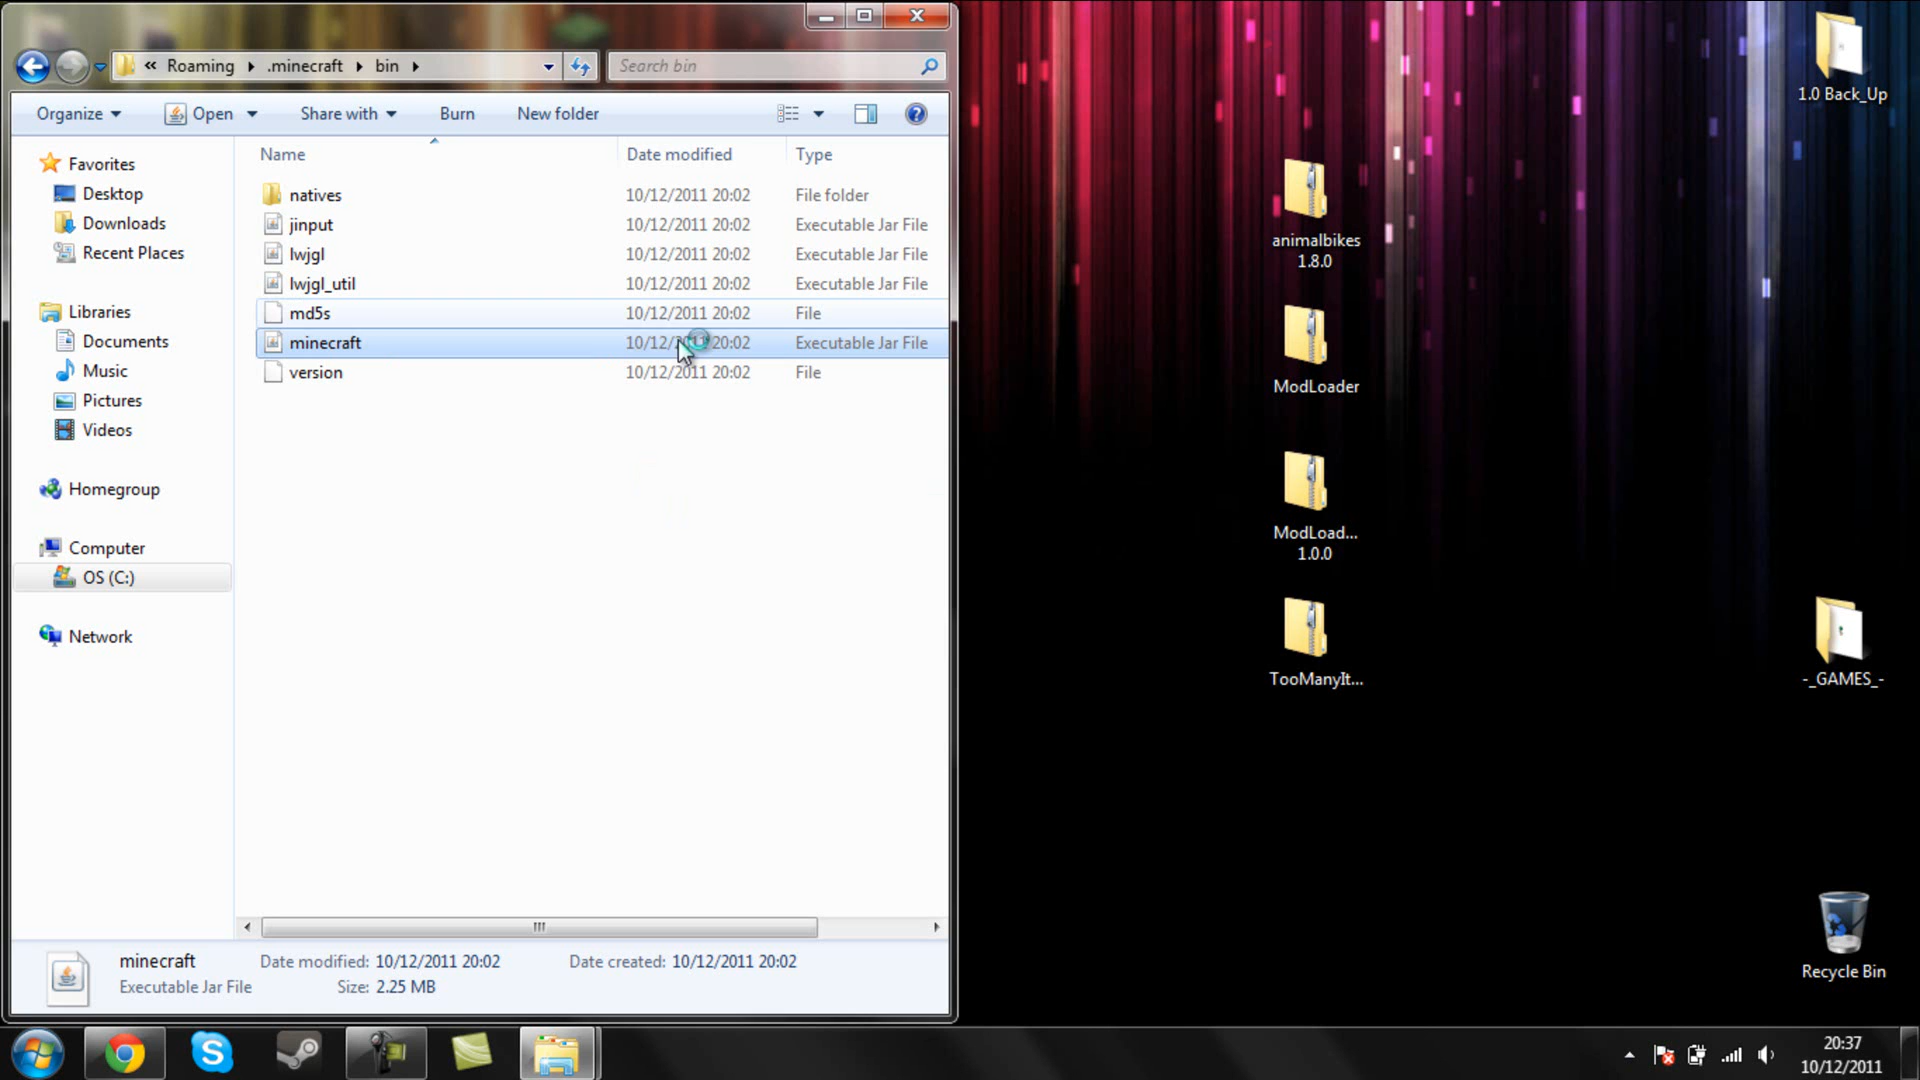 « Roaming .minecraft bin
Search bin
Organize Open Share with Burn New folder
Name Date modified Type
Favorites
Desktop
Downloads
Recent Places
Libraries
Documents
Music
Pictures
Videos
Homegroup
Computer
OS (C:)
Network
natives 10/12/2011 20:02 File folder
jinput 10/12/2011 20:02 Executable Jar File
lwjgl 10/12/2011 20:02 Executable Jar File
lwjgl_util 10/12/2011 20:02 Executable Jar File
md5s 10/12/2011 20:02 File
minecraft 10/12/2011 20:02 Executable Jar File
version 10/12/2011 20:02 File
minecraft Date modified: 10/12/2011 20:02 Date created: 10/12/2011 20:02
Executable Jar File Size: 2.25 MB
1.0 Back_Up
animalbikes
1.8.0
ModLoader
ModLoad...
1.0.0
TooManyIt...
-_GAMES_-
Recycle Bin
20:37
10/12/2011